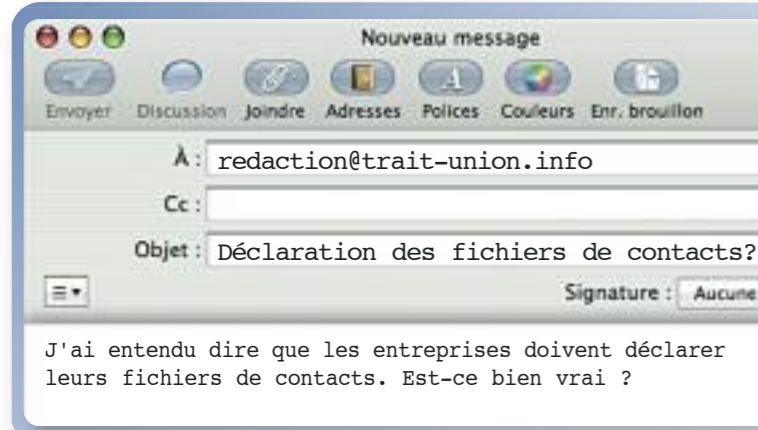 Nouveau message
Envoyer Discussion Joindre Adresses Polices Couleurs Enr. brouillon
À : redaction@trait-union.info
Cc :
Objet : Déclaration des fichiers de contacts?
Signature : Aucune
J'ai entendu dire que les entreprises doivent déclarer
leurs fichiers de contacts. Est-ce bien vrai ?